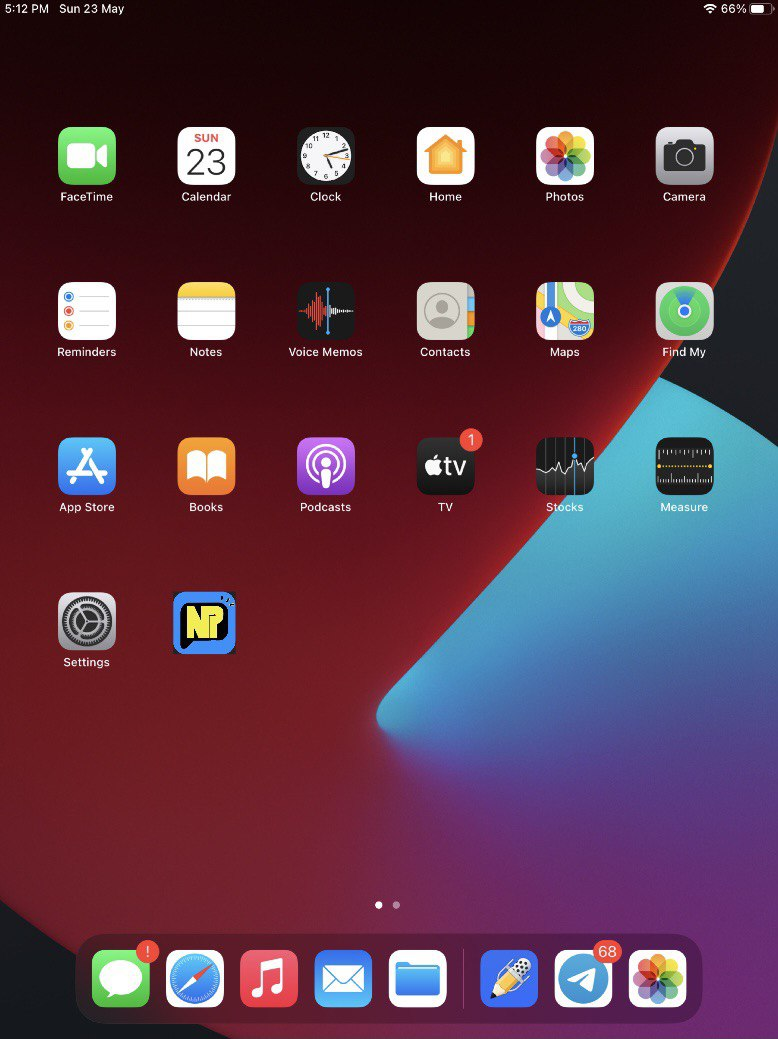 5:12 PM Sun 23 May 66%
SUN
23
FaceTime Calendar Clock Home Photos Camera
280
Reminders Notes Voice Memos Contacts Maps Find My
1
tv
App Store Books Podcasts TV Stocks Measure
NP
Settings
! 68